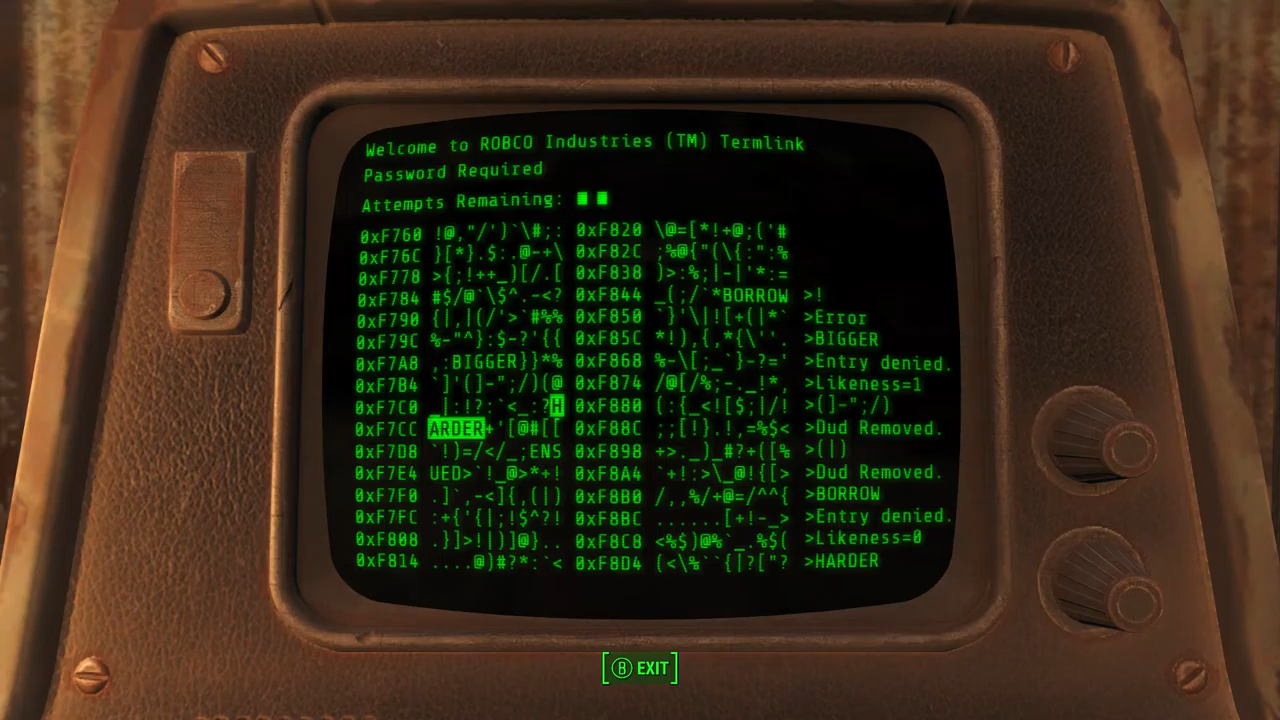 Welcome to ROBCO Industries (TM) Termlink
Password Required
Attempts Remaining: ■ ■
0xF760 !@,"/')`\#;: 0xF820 \@=[*!+@;('#
0xF76C }[*}.$:.@-+\ 0xF82C ;%@{"(\{:":%
0xF778 >{;!++_)[/.[ 0xF838 )>:%;|-|'*:=
0xF784 #$/@`\$^.-<? 0xF844 _(;/`*BORROW >!
0xF790 {|,|(/'>`#%% 0xF850 `}'\|![+(|*` >Error
0xF79C %-"^}:$-?'{{ 0xF85C *!),{,*{\''. >BIGGER
0xF7A8 ,:BIGGER}}*% 0xF868 %-\[;_`}-?=' >Entry denied.
0xF7B4 `]'(]-";/)(@ 0xF874 /@[/%;-._!*, >Likeness=1
0xF7C0 _|:!?:`<_:?H 0xF880 (:{_<![$;|/! >(]-";/)
0xF7CC ARDER+'[@#[[ 0xF88C ;;[!}.!,=%$< >Dud Removed.
0xF7D8 `!)=/</_;ENS 0xF898 +>._)_#?+([% >(|)
0xF7E4 UED>`!_@>*+! 0xF8A4 `+!:>\_@!{[> >Dud Removed.
0xF7F0 .]`,-<]{,(|) 0xF8B0 /,,%/+@=/^^{ >BORROW
0xF7FC :+{'{|;!$^?! 0xF8BC ......[+!-_> >Entry denied.
0xF808 .}]>!|)]@}.. 0xF8C8 <%$)@%`_.%$( >Likeness=0
0xF814 ....@)#?*:`< 0xF8D4 (<\%``{|?["? >HARDER
[Ⓑ EXIT]